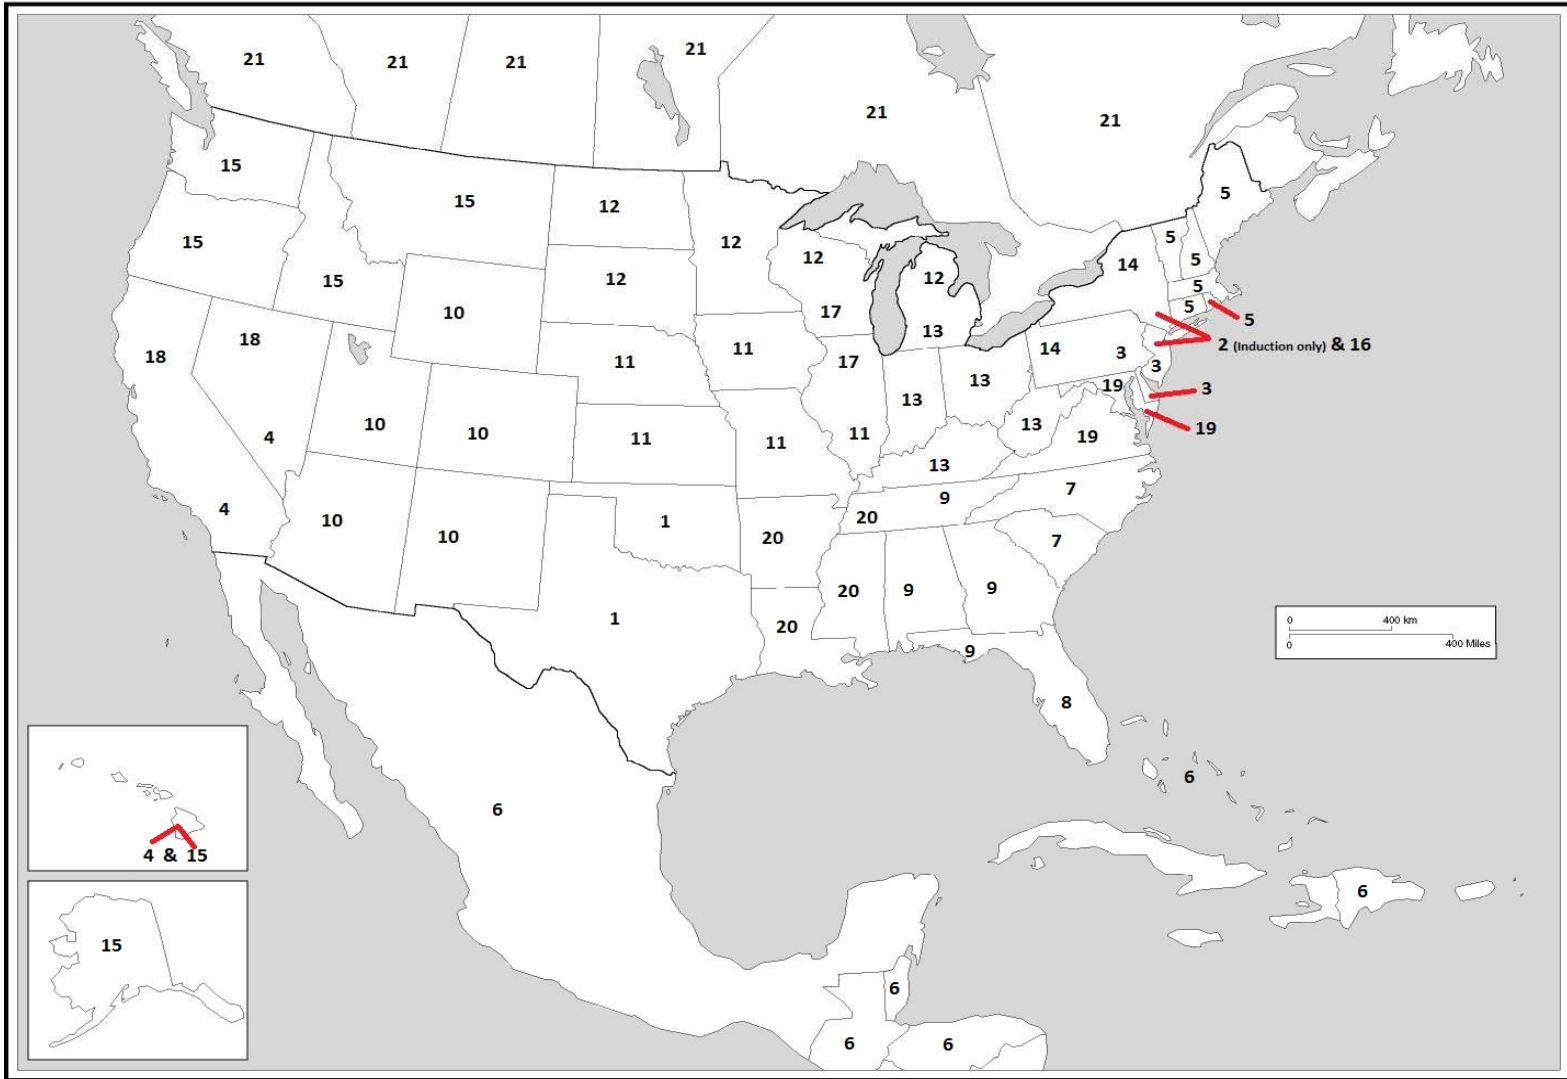 21 21 21 21
21 21
15 15 12 12 5
15 15 12 12 12 14 5 5
5
10 17 13 5 5
2 (Induction only) & 16
18 18 11 11 17 14 3 3
13 13 19 3
4 10 10 11 11 11 13 19 19
13
4 10 10 1 20 20 9 7
7
20 9 9
1 20
9
8
6 6
4 & 15
6
15
6
6 6
0 400 km
0 400 Miles